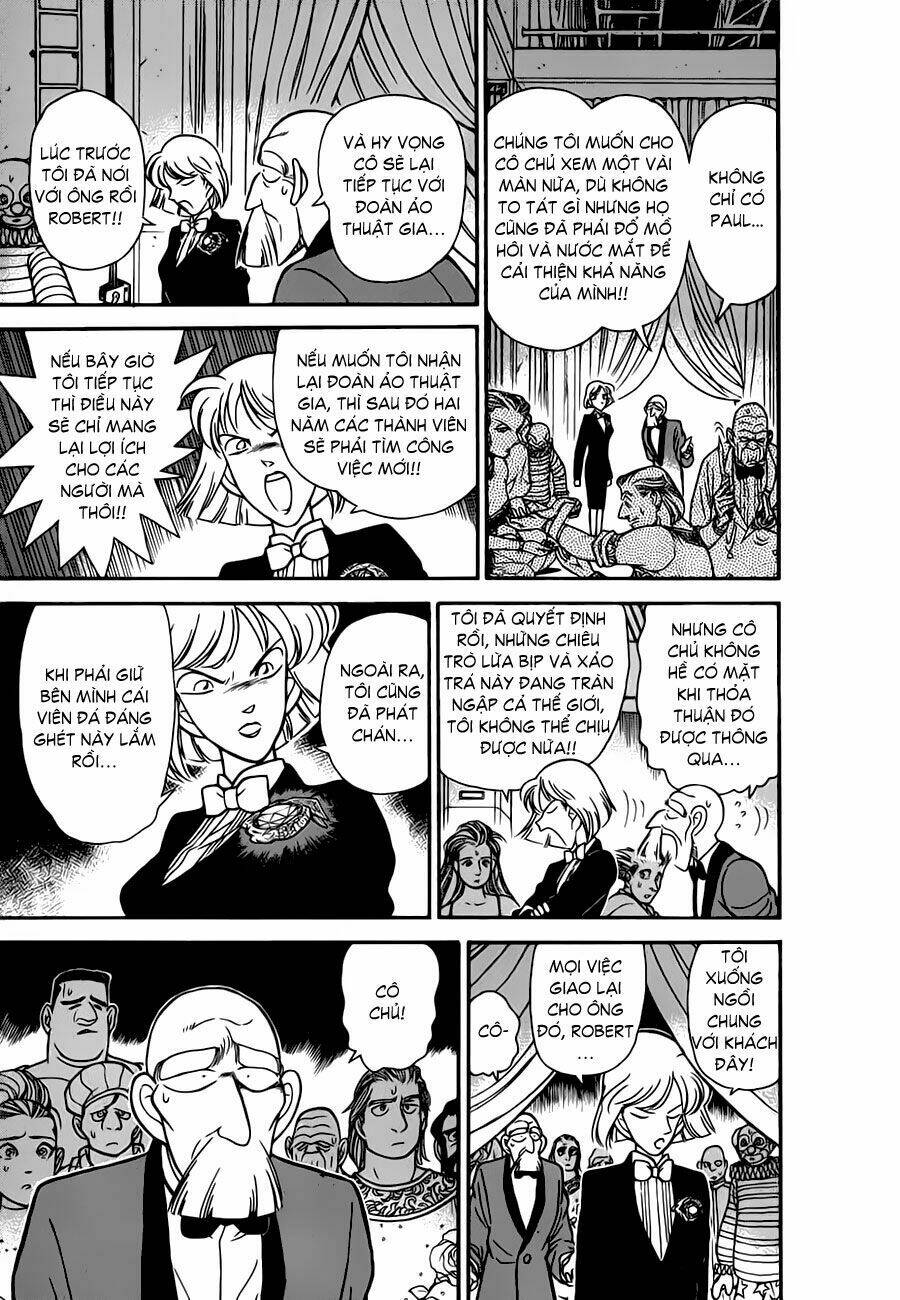 KHÔNG
CHỈ CÓ
PAUL...
CHÚNG TÔI MUỐN CHO
CÔ CHỦ XEM MỘT VÀI
MÀN NỮA, DÙ KHÔNG
TO TÁT GÌ NHƯNG HỌ
CŨNG ĐÃ PHẢI ĐỔ MỒ
HÔI VÀ NƯỚC MẮT ĐỂ
CẢI THIỆN KHẢ NĂNG
CỦA MÌNH!!
VÀ HY VỌNG
CÔ SẼ LẠI
TIẾP TỤC VỚI
ĐOÀN ẢO
THUẬT GIA...
LÚC TRƯỚC
TÔI ĐÃ NÓI
VỚI ÔNG RỒI
ROBERT!!
NẾU MUỐN TÔI NHẬN
LẠI ĐOÀN ẢO THUẬT
GIA, THÌ SAU ĐÓ HAI
NĂM CÁC THÀNH VIÊN
SẼ PHẢI TÌM CÔNG
VIỆC MỚI!!
NẾU BÂY GIỜ
TÔI TIẾP TỤC
THÌ ĐIỀU NÀY
SẼ CHỈ MANG
LẠI LỢI ÍCH
CHO CÁC
NGƯỜI MÀ
THÔI!!
NHƯNG CÔ
CHỦ KHÔNG
HỀ CÓ MẶT
KHI THỎA
THUẬN ĐÓ
ĐƯỢC THÔNG
QUA...
TÔI ĐÃ QUYẾT ĐỊNH
RỒI, NHỮNG CHIÊU
TRÒ LỪA BỊP VÀ XẢO
TRÁ NÀY ĐANG TRÀN
NGẬP CẢ THẾ GIỚI,
TÔI KHÔNG THỂ CHỊU
ĐƯỢC NỮA!!
NGOÀI RA,
TÔI CŨNG
ĐÃ PHÁT
CHÁN...
KHI PHẢI GIỮ
BÊN MÌNH CÁI
VIÊN ĐÁ ĐÁNG
GHÉT NÀY LẮM
RỒI...
TÔI
XUỐNG
NGỒI
CHUNG
VỚI KHÁCH
ĐÂY!
MỌI VIỆC
GIAO LẠI
CHO ÔNG
ĐÓ, ROBERT
...
CÔ-
CÔ
CHỦ!